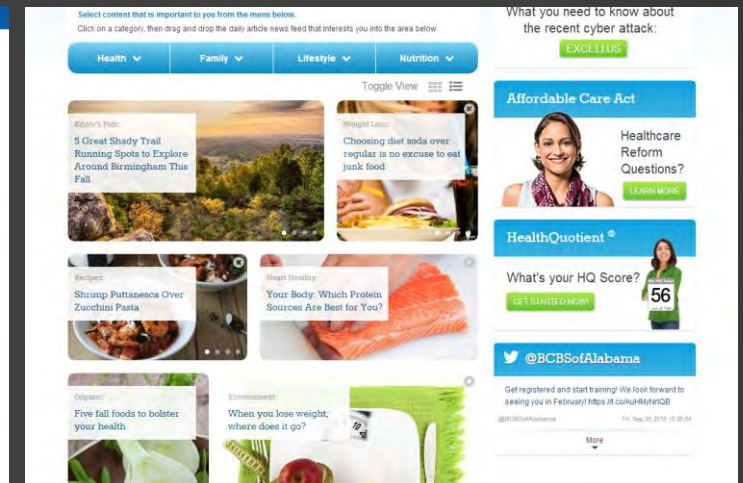 Select content that is important to you from the menu below.
Click on a category, then drag and drop the daily article news feed that interests you into the area below.
Health
Family
Lifestyle
Nutrition
Toggle View
Editor's Pick:
5 Great Shady Trail
Running Spots to Explore
Around Birmingham This
Fall
Weight Loss:
Choosing diet soda over
regular is no excuse to eat
junk food
Recipes:
Shrimp Puttanesca Over
Zucchini Pasta
Heart Healthy:
Your Body: Which Protein
Sources Are Best for You?
Organic:
Five fall foods to bolster
your health
Environment:
When you lose weight,
where does it go?
What you need to know about
the recent cyber attack:
EXCELLUS
Affordable Care Act
Healthcare
Reform
Questions?
LEARN MORE
HealthQuotient ®
What's your HQ Score?
GET STARTED NOW!
56
@BCBSofAlabama
Get registered and start training! We look forward to
seeing you in February!
@BCBSofAlabama
More